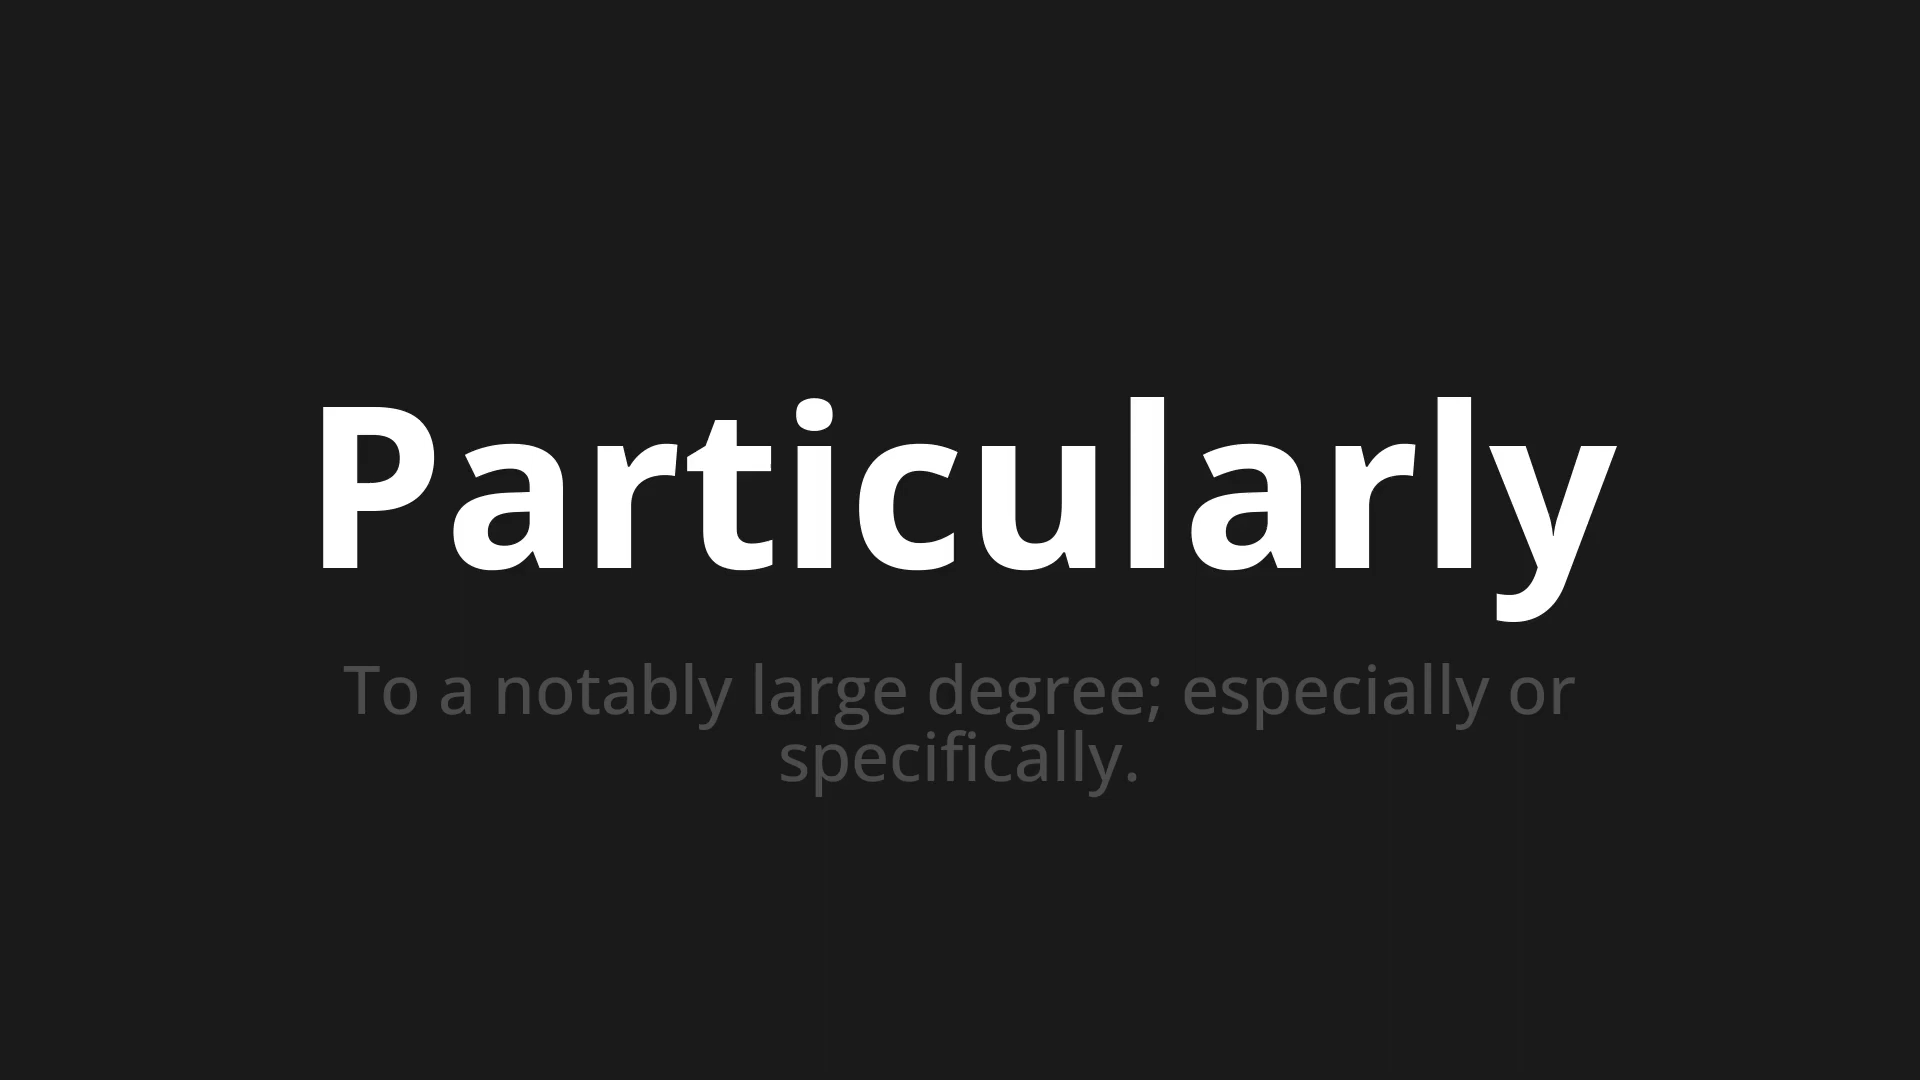 Particularly
To a notably large degree; especially or
specifically.